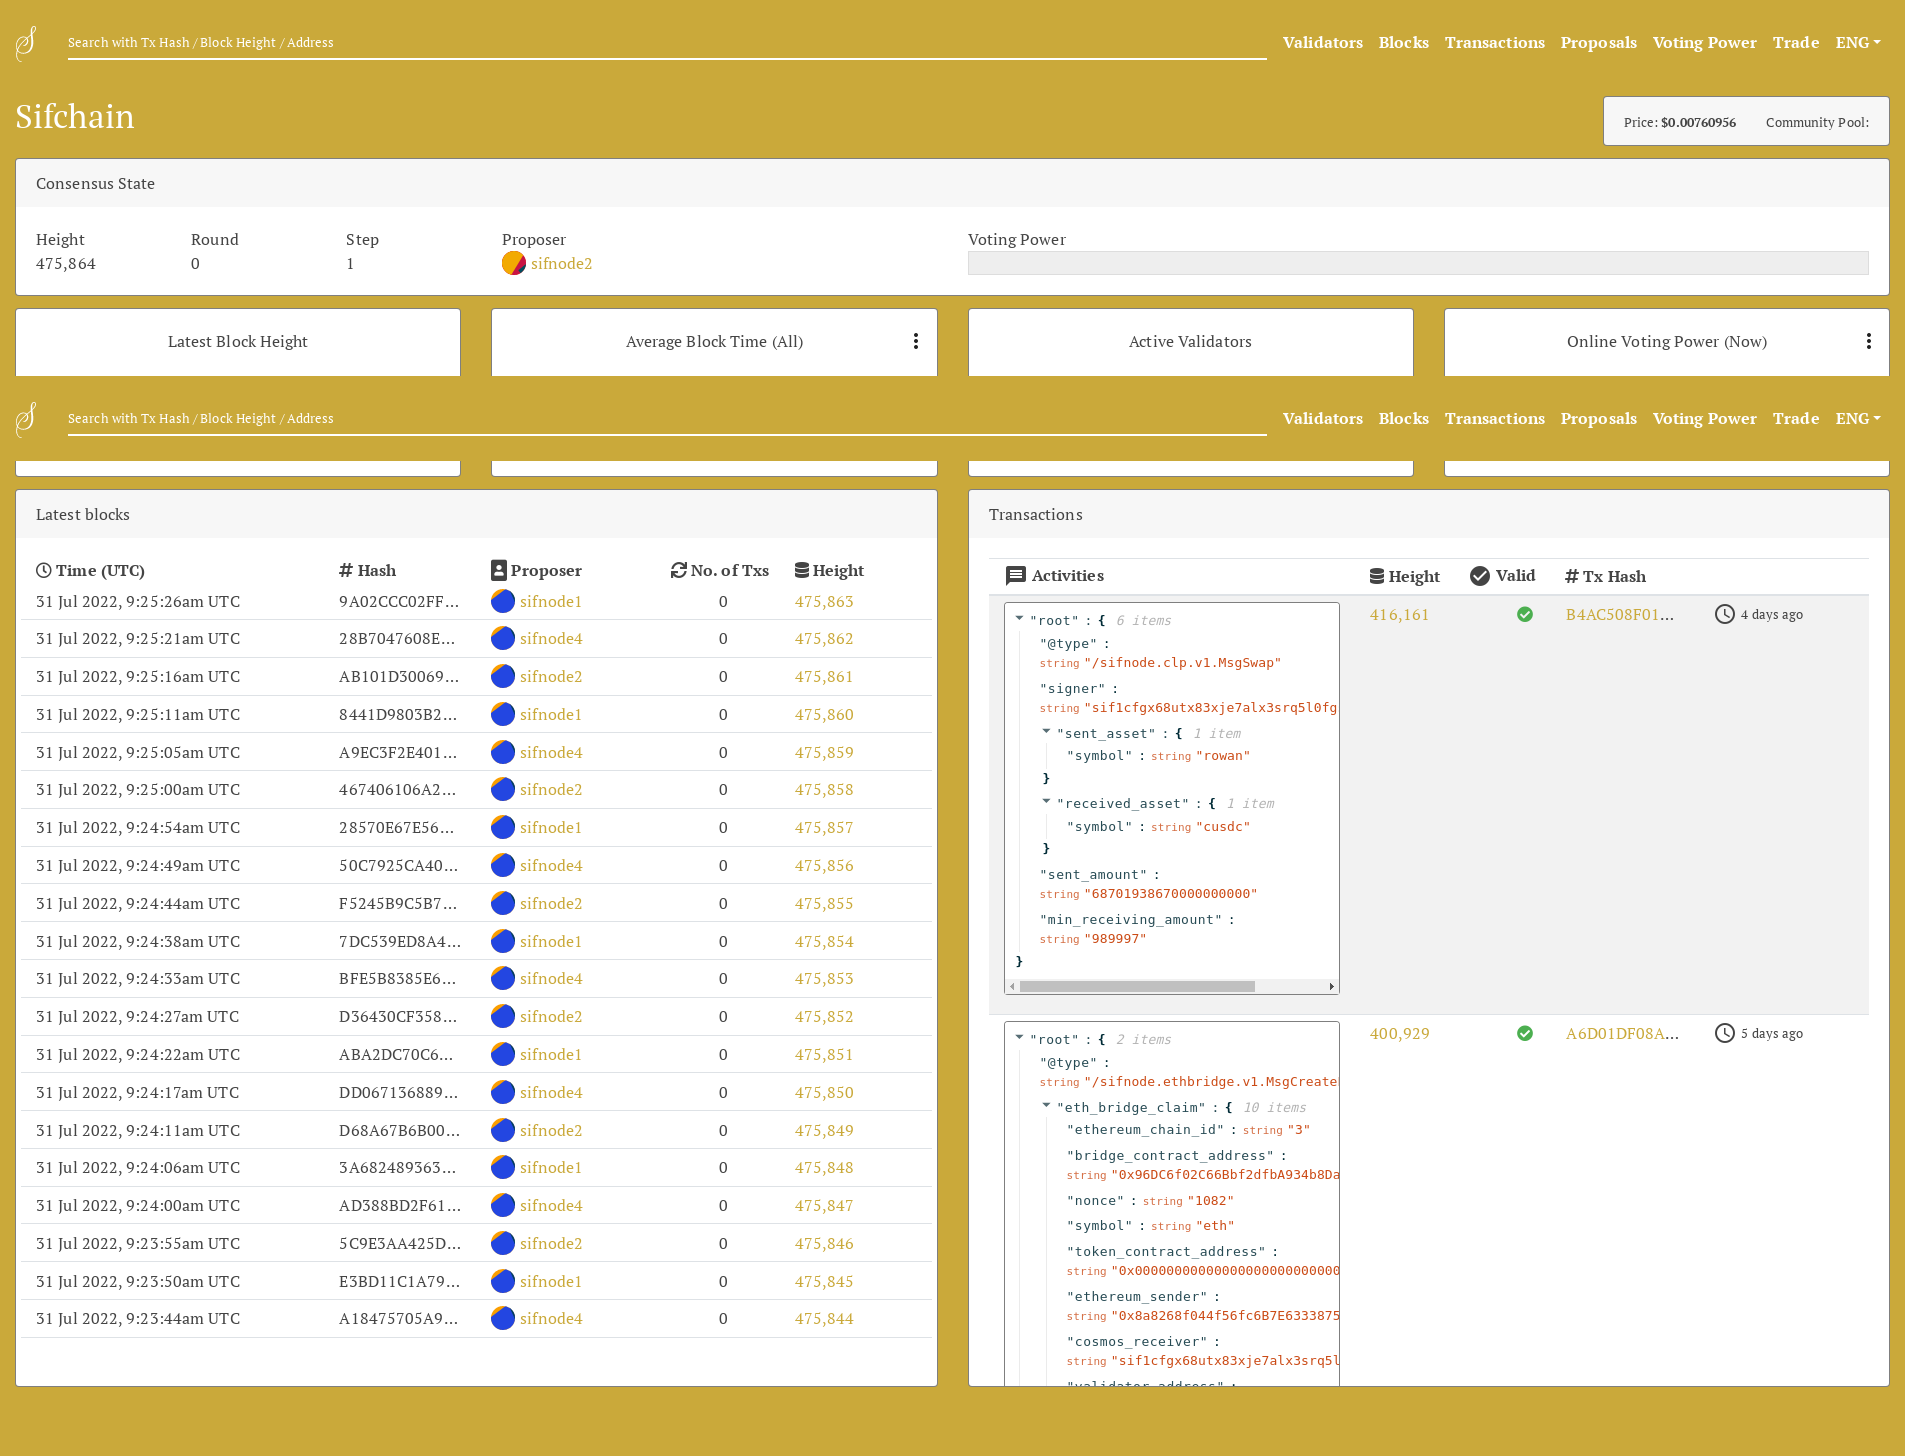 Search with Tx Hash / Block Height / Address
Validators Blocks Transactions Proposals Voting Power Trade ENG
Sifchain
Price: $0.00760956 Community Pool:
Consensus State
Height Round Step Proposer Voting Power
475,864 0 1 sifnode2
Latest Block Height Average Block Time (All) Active Validators Online Voting Power (Now)
Search with Tx Hash / Block Height / Address
Validators Blocks Transactions Proposals Voting Power Trade ENG
Latest blocks
Time (UTC) Hash Proposer No. of Txs Height
31 Jul 2022, 9:25:26am UTC 9A02CCC02FF... sifnode1 0 475,863
31 Jul 2022, 9:25:21am UTC 28B7047608E... sifnode4 0 475,862
31 Jul 2022, 9:25:16am UTC AB101D30069... sifnode2 0 475,861
31 Jul 2022, 9:25:11am UTC 8441D9803B2... sifnode1 0 475,860
31 Jul 2022, 9:25:05am UTC A9EC3F2E401... sifnode4 0 475,859
31 Jul 2022, 9:25:00am UTC 467406106A2... sifnode2 0 475,858
31 Jul 2022, 9:24:54am UTC 28570E67E56... sifnode1 0 475,857
31 Jul 2022, 9:24:49am UTC 50C7925CA40... sifnode4 0 475,856
31 Jul 2022, 9:24:44am UTC F5245B9C5B7... sifnode2 0 475,855
31 Jul 2022, 9:24:38am UTC 7DC539ED8A4... sifnode1 0 475,854
31 Jul 2022, 9:24:33am UTC BFE5B8385E6... sifnode4 0 475,853
31 Jul 2022, 9:24:27am UTC D36430CF358... sifnode2 0 475,852
31 Jul 2022, 9:24:22am UTC ABA2DC70C6... sifnode1 0 475,851
31 Jul 2022, 9:24:17am UTC DD067136889... sifnode4 0 475,850
31 Jul 2022, 9:24:11am UTC D68A67B6B00... sifnode2 0 475,849
31 Jul 2022, 9:24:06am UTC 3A682489363... sifnode1 0 475,848
31 Jul 2022, 9:24:00am UTC AD388BD2F61... sifnode4 0 475,847
31 Jul 2022, 9:23:55am UTC 5C9E3AA425D... sifnode2 0 475,846
31 Jul 2022, 9:23:50am UTC E3BD11C1A79... sifnode1 0 475,845
31 Jul 2022, 9:23:44am UTC A18475705A9... sifnode4 0 475,844
Transactions
Activities Height Valid Tx Hash
416,161 B4AC508F01... 4 days ago
"root" : { 6 items
"@type" :
string "/sifnode.clp.v1.MsgSwap"
"signer" :
string "sif1cfgx68utx83xje7alx3srq5l0fg
"sent_asset" : { 1 item
"symbol" : string "rowan"
}
"received_asset" : { 1 item
"symbol" : string "cusdc"
}
"sent_amount" :
string "68701938670000000000"
"min_receiving_amount" :
string "989997"
}
400,929 A6D01DF08A... 5 days ago
"root" : { 2 items
"@type" :
string "/sifnode.ethbridge.v1.MsgCreate
"eth_bridge_claim" : { 10 items
"ethereum_chain_id" : string "3"
"bridge_contract_address" :
string "0x96DC6f02C66Bbf2dfbA934b8Da
"nonce" : string "1082"
"symbol" : string "eth"
"token_contract_address" :
string "0x00000000000000000000000000
"ethereum_sender" :
string "0x8a8268f044f56fc6B7E6333875
"cosmos_receiver" :
string "sif1cfgx68utx83xje7alx3srq5l
"validator_address" :